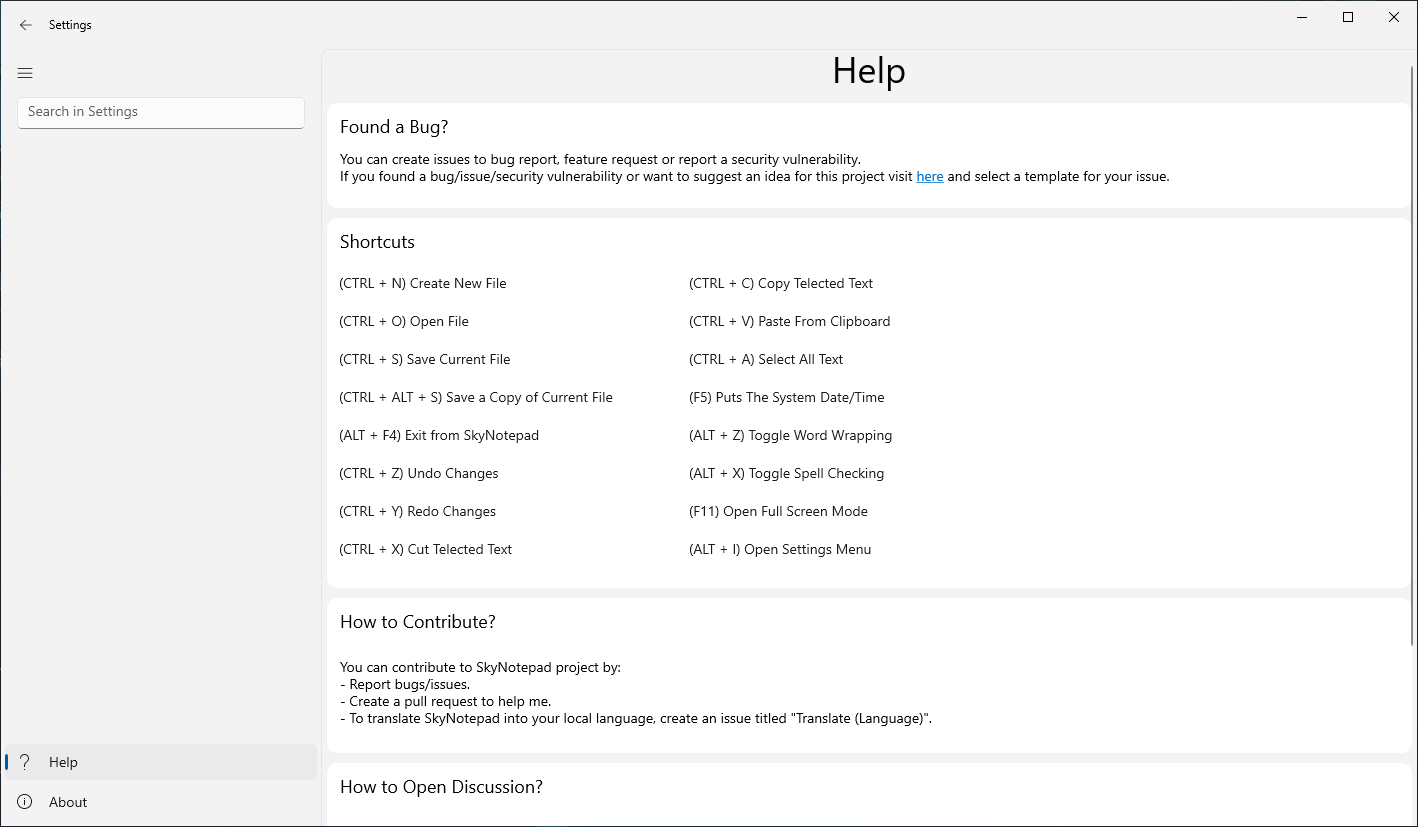 Settings
Search in Settings
Help
Found a Bug?
You can create issues to bug report, feature request or report a security vulnerability.
If you found a bug/issue/security vulnerability or want to suggest an idea for this project visit here and select a template for your issue.
Shortcuts
(CTRL + N) Create New File
(CTRL + O) Open File
(CTRL + S) Save Current File
(CTRL + ALT + S) Save a Copy of Current File
(ALT + F4) Exit from SkyNotepad
(CTRL + Z) Undo Changes
(CTRL + Y) Redo Changes
(CTRL + X) Cut Telected Text
(CTRL + C) Copy Telected Text
(CTRL + V) Paste From Clipboard
(CTRL + A) Select All Text
(F5) Puts The System Date/Time
(ALT + Z) Toggle Word Wrapping
(ALT + X) Toggle Spell Checking
(F11) Open Full Screen Mode
(ALT + I) Open Settings Menu
How to Contribute?
You can contribute to SkyNotepad project by:
- Report bugs/issues.
- Create a pull request to help me.
- To translate SkyNotepad into your local language, create an issue titled "Translate (Language)".
How to Open Discussion?
Help
About